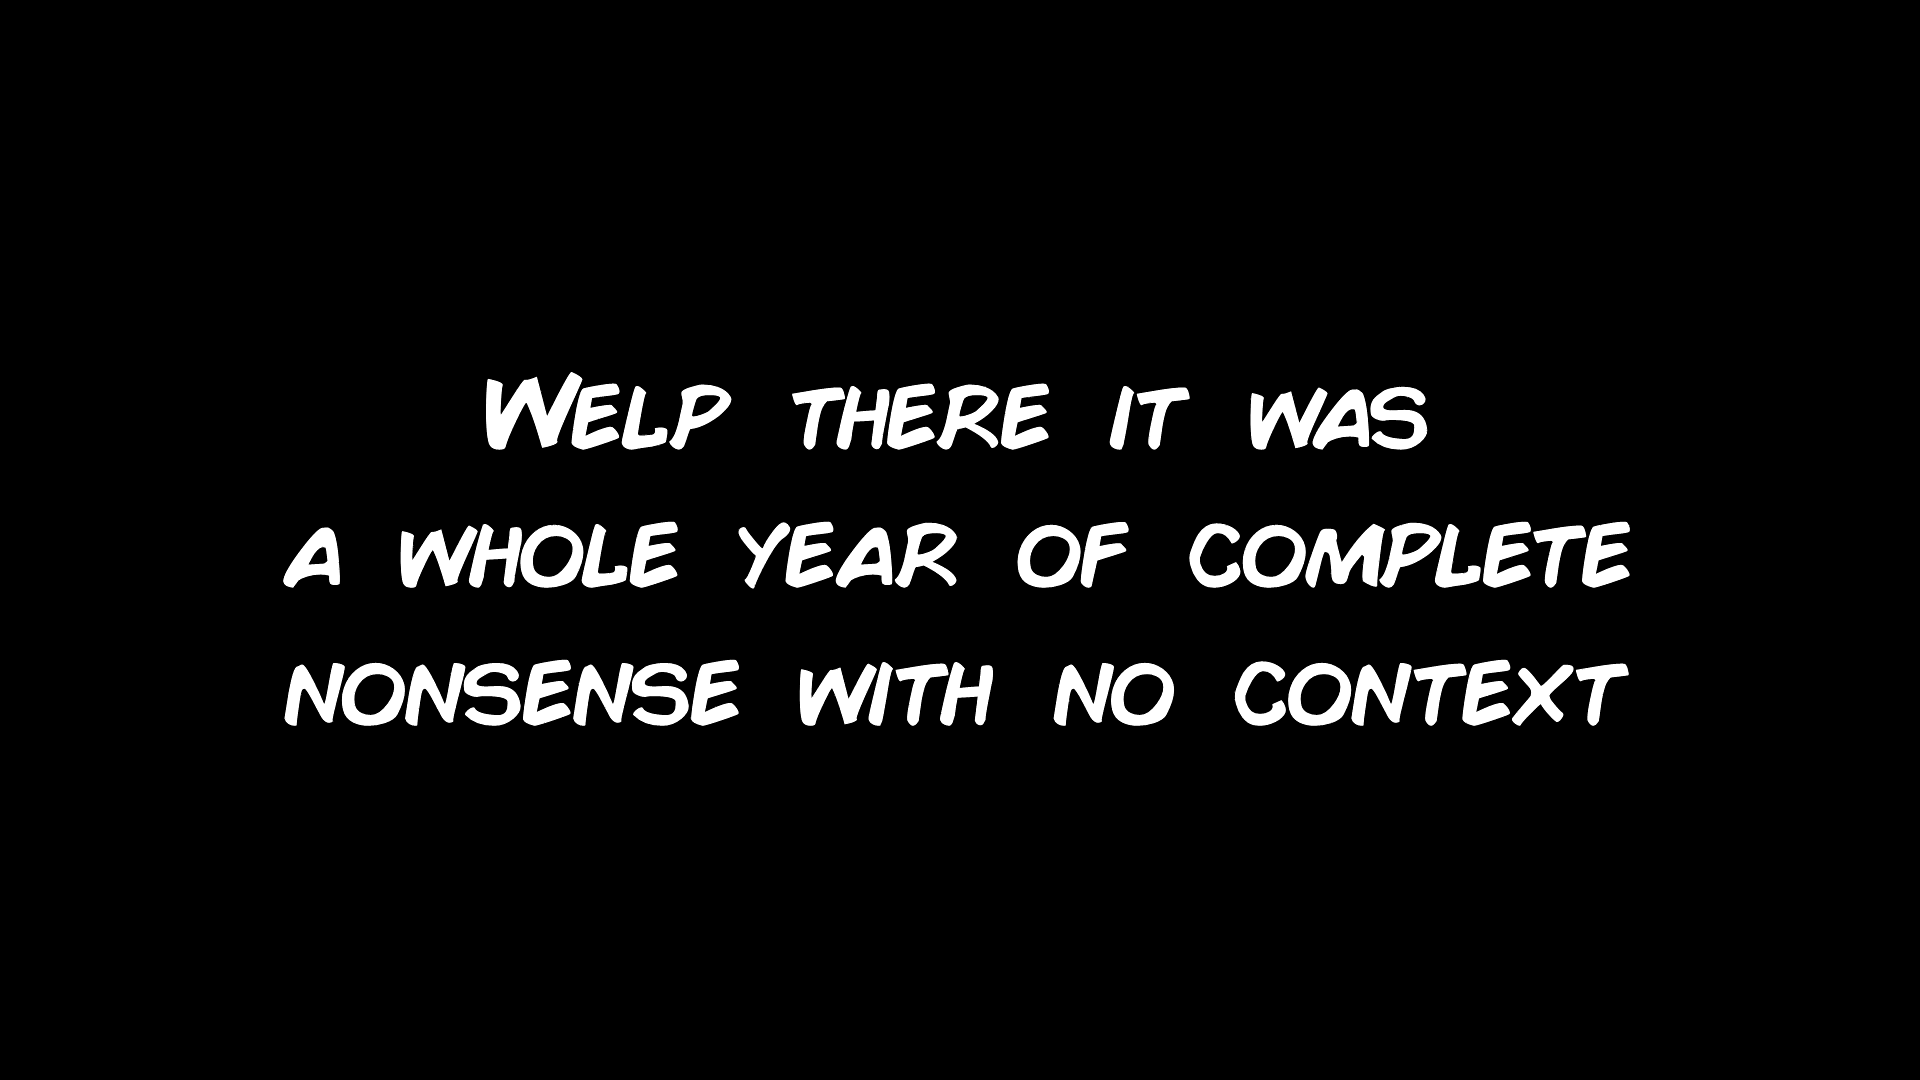 Welp there it was
a whole year of complete
nonsense with no context